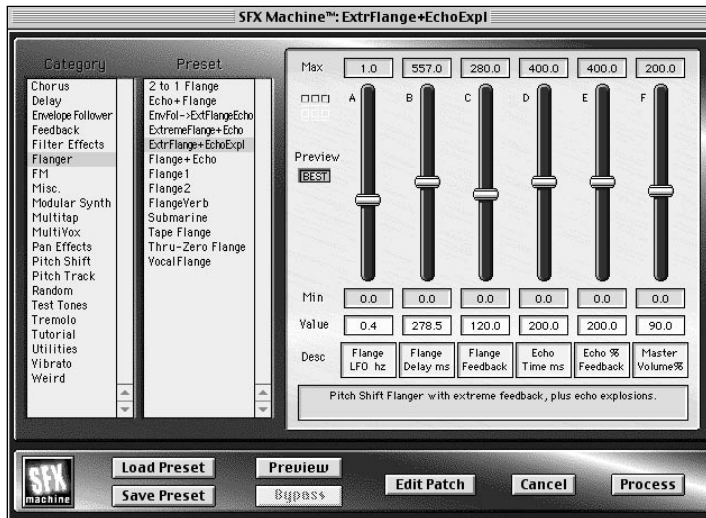 SFX Machine™: ExtrFlange+EchoExpl
Category
Chorus
Delay
Envelope Follower
Feedback
Filter Effects
Flanger
FM
Misc.
Modular Synth
Multitap
MultiVox
Pan Effects
Pitch Shift
Pitch Track
Random
Test Tones
Tremolo
Tutorial
Utilities
Vibrato
Weird
Preset
2 to 1 Flange
Echo+Flange
EnvFol->ExtFlangeEcho
ExtremeFlange+Echo
ExtrFlange+EchoExpl
Flange+Echo
Flange1
Flange2
FlangeVerb
Submarine
Tape Flange
Thru-Zero Flange
VocalFlange
Max 1.0 557.0 280.0 400.0 400.0 200.0
A B C D E F
Preview
BEST
Min 0.0 0.0 0.0 0.0 0.0 0.0
Value 0.4 278.5 120.0 200.0 200.0 90.0
Desc
Flange LFO hz
Flange Delay ms
Flange Feedback
Echo Time ms
Echo % Feedback
Master Volume%
Pitch Shift Flanger with extreme feedback, plus echo explosions.
SFX machine
Load Preset
Save Preset
Preview
Bypass
Edit Patch
Cancel
Process